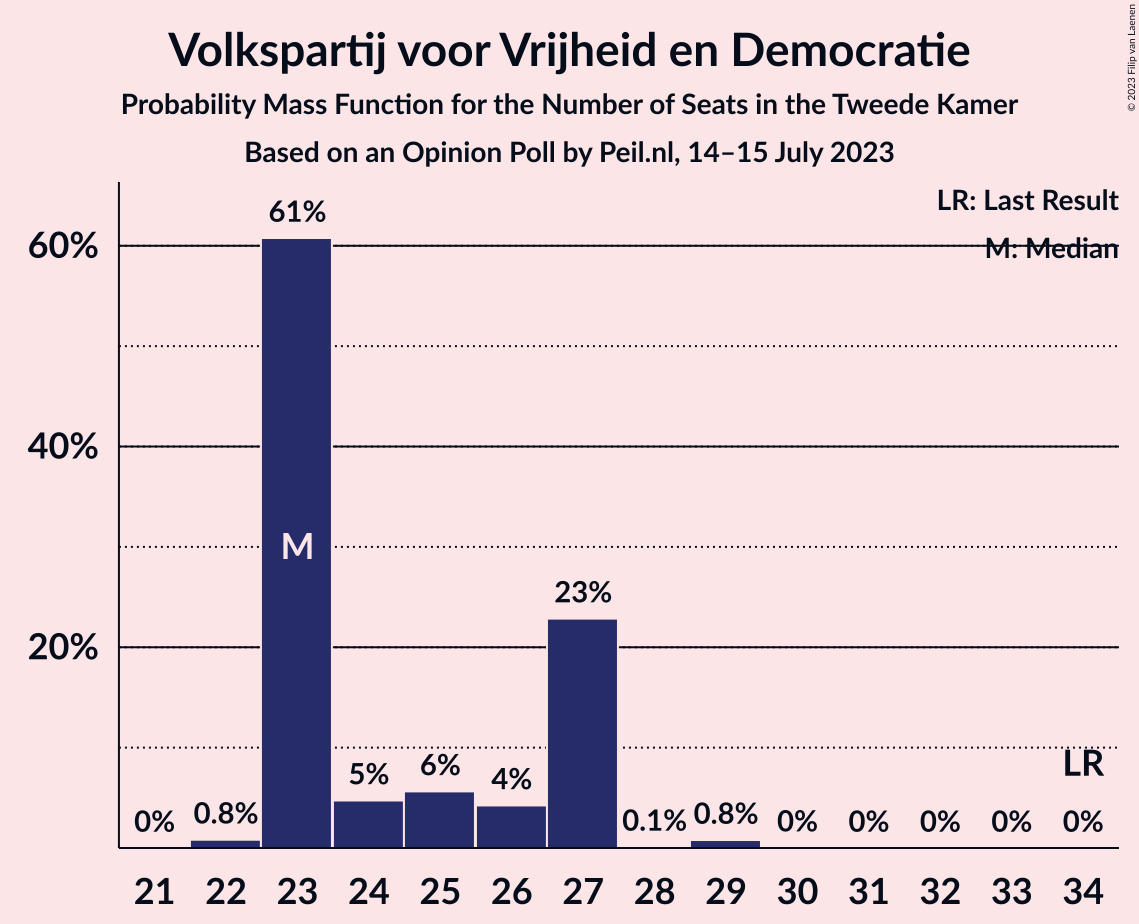 Volkspartij voor Vrijheid en Democratie
Probability Mass Function for the Number of Seats in the Tweede Kamer
Based on an Opinion Poll by Peil.nl, 14–15 July 2023
© 2023 Filip van Laenen
LR: Last Result
M: Median
60%
40%
20%
61%
M
23%
5%
6%
4%
LR
0%
0.8%
0.1%
0.8%
0%
0%
0%
0%
0%
21 22 23 24 25 26 27 28 29 30 31 32 33 34